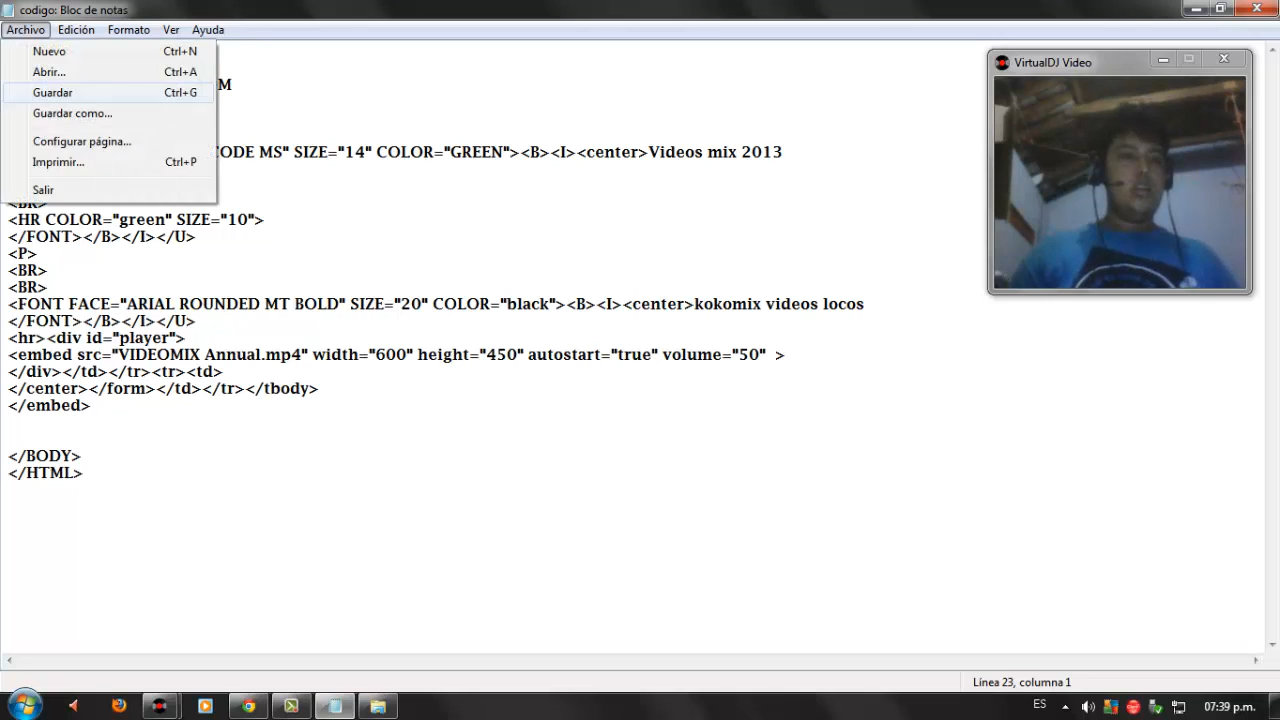 codigo: Bloc de notas
Archivo Edición Formato Ver Ayuda
Nuevo Ctrl+N
Abrir... Ctrl+A
Guardar Ctrl+G
Guardar como...
Configurar página...
Imprimir... Ctrl+P
Salir
VirtualDJ Video
M
CODE MS" SIZE="14" COLOR="GREEN"><B><I><center>Videos mix 2013
<BR>
<HR COLOR="green" SIZE="10">
</FONT></B></I></U>
<P>
<BR>
<BR>
<FONT FACE="ARIAL ROUNDED MT BOLD" SIZE="20" COLOR="black"><B><I><center>kokomix videos locos
</FONT></B></I></U>
<hr><div id="player">
<embed src="VIDEOMIX Annual.mp4" width="600" height="450" autostart="true" volume="50"  >
</div></td></tr><tr><td>
</center></form></td></tr></tbody>
</embed>
</BODY>
</HTML>
Línea 23, columna 1
ES
07:39 p.m.